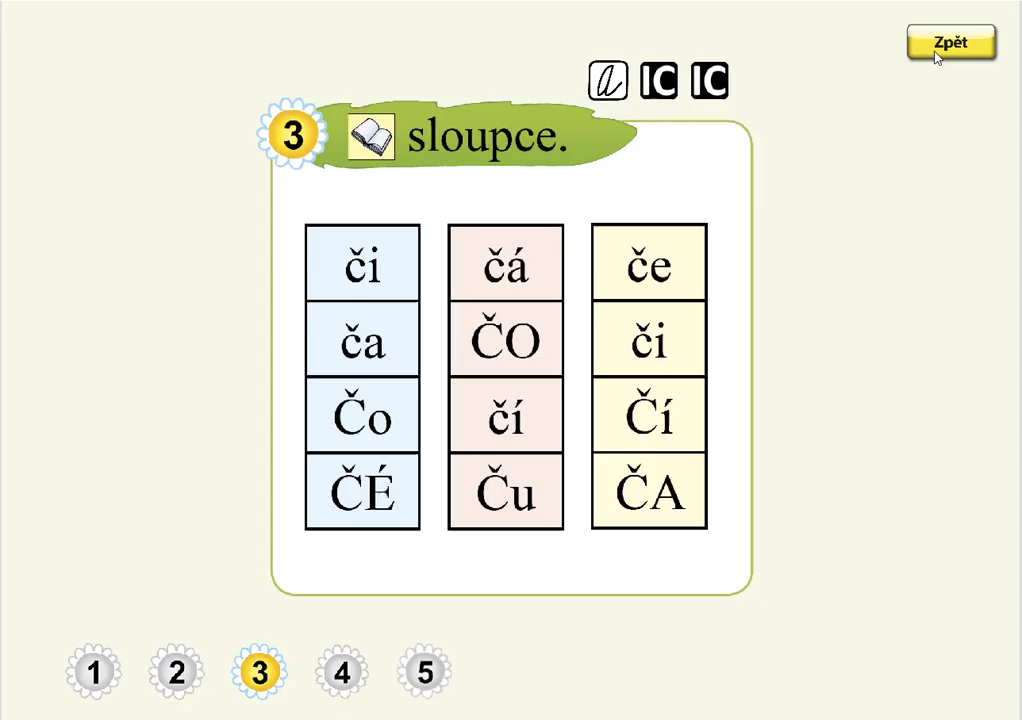 Zpět
a IC IC
3 sloupce.
či čá če
ča ČO či
Čo čí Čí
ČÉ Ču ČA
1 2 3 4 5